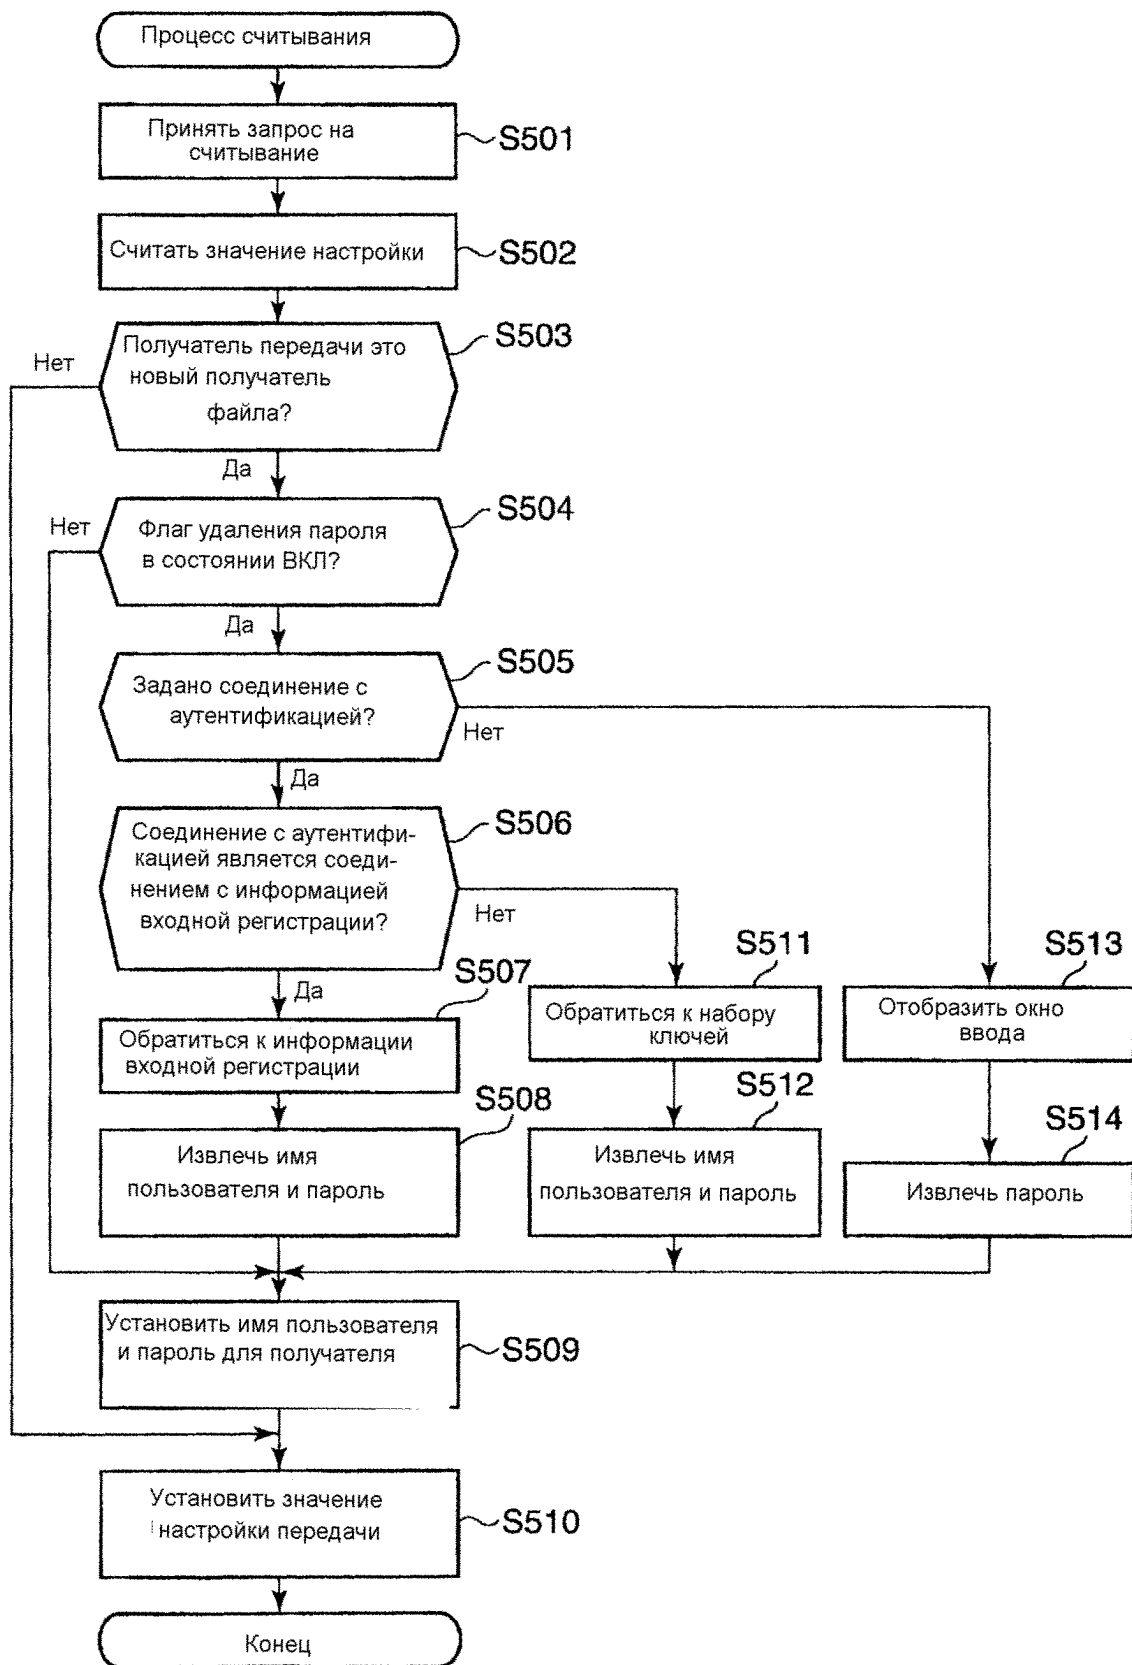 Процесс считывания
Принять запрос на
считывание
S501
Считать значение настройки
S502
Получатель передачи это
новый получатель
файла?
S503
Нет
Да
Флаг удаления пароля
в состоянии ВКЛ?
S504
Нет
Да
Задано соединение с
аутентификацией?
S505
Нет
Да
Соединение с аутентифи-
кацией является соеди-
нением с информацией
входной регистрации?
S506
Нет
Да
S507
Обратиться к информации
входной регистрации
S511
Обратиться к набору
ключей
S513
Отобразить окно
ввода
S508
Извлечь имя
пользователя и пароль
S512
Извлечь имя
пользователя и пароль
S514
Извлечь пароль
Установить имя пользователя
и пароль для получателя
S509
Установить значение
настройки передачи
S510
Конец